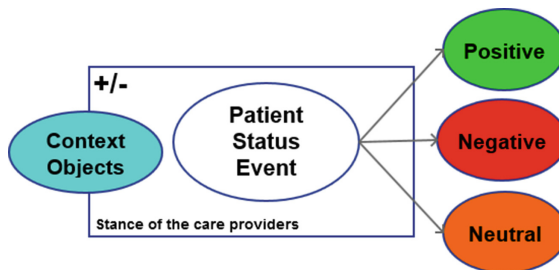 +/-
Context
Objects
Patient
Status
Event
Stance of the care providers
Positive
Negative
Neutral